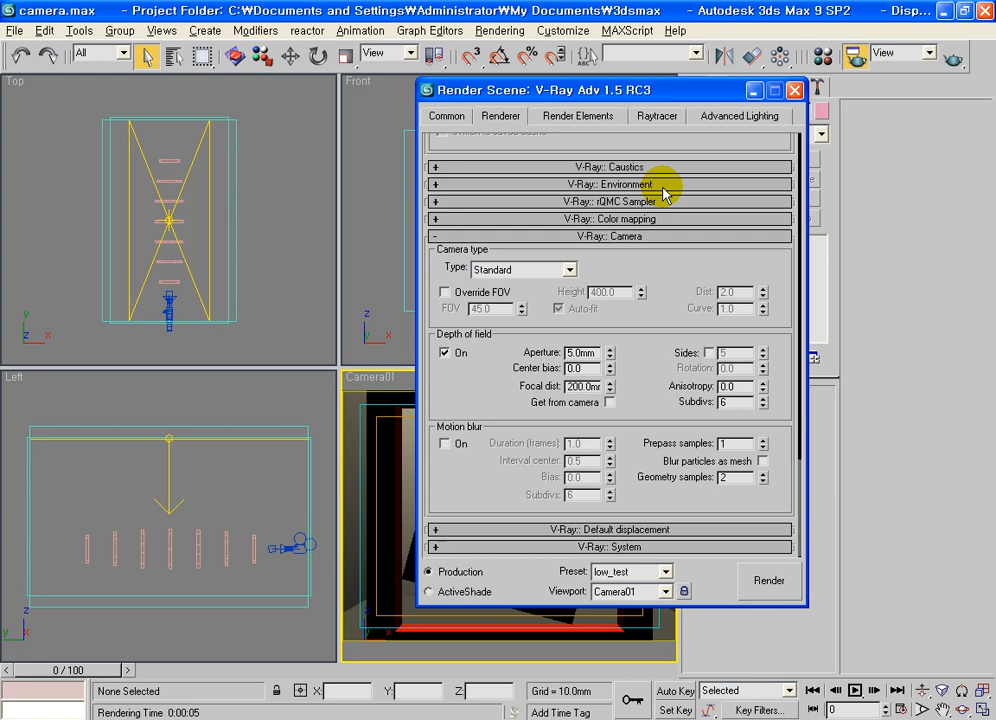 camera.max - Project Folder: C:₩Documents and Settings₩Administrator₩My Documents₩3dsmax - Autodesk 3ds Max 9 SP2 - Disp...
File Edit Tools Group Views Create Modifiers reactor Animation Graph Editors Rendering Customize MAXScript Help
All View View
Top
Front
Left
Camera01
Render Scene: V-Ray Adv 1.5 RC3
Common Renderer Render Elements Raytracer Advanced Lighting
+ V-Ray:: Caustics
+ V-Ray:: Environment
+ V-Ray:: rQMC Sampler
+ V-Ray:: Color mapping
- V-Ray:: Camera
Camera type
Type: Standard
Override FOV Height 400.0 Dist: 2.0
FOV 45.0 Auto-fit Curve: 1.0
Depth of field
On Aperture: 5.0mm Sides: 5
Center bias: 0.0 Rotation: 0.0
Focal dist: 200.0mm Anisotropy: 0.0
Get from camera Subdivs: 6
Motion blur
On Duration (frames): 1.0 Prepass samples: 1
Interval center: 0.5 Blur particles as mesh
Bias: 0.0 Geometry samples: 2
Subdivs: 6
+ V-Ray:: Default displacement
+ V-Ray:: System
Production Preset: low_test
ActiveShade Viewport: Camera01
Render
y
z x
z
y x
z
y x
0 / 100
None Selected X: Y: Z: Grid = 10.0mm Auto Key Selected
Rendering Time 0:00:05 Add Time Tag Set Key Key Filters... 0